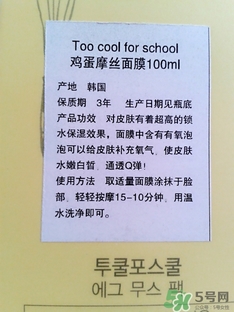 Too cool for school
鸡蛋摩丝面膜100ml
产地 韩国
保质期 3年 生产日期见瓶底
产品功效 对皮肤有着超高的锁
水保湿效果，面膜中含有有氧泡
泡可以给皮肤补充氧气，使皮肤
水嫩白皙，通透Q弹！
使用方法 取适量面膜涂抹于脸
部，轻轻按摩15-10分钟，用温
水洗净即可。
투쿨포스쿨
에그 무스 팩
5号网